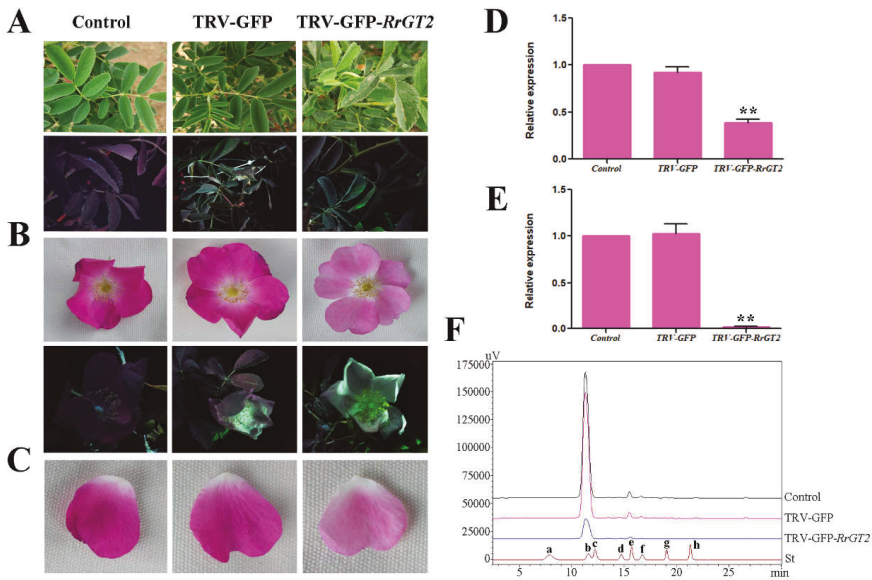 A
Control
TRV-GFP
TRV-GFP-RrGT2
B
C
D
Relative expression
1.5
1.0
0.5
0.0
**
Control
TRV-GFP
TRV-GFP-RrGT2
E
Relative expression
1.5
1.0
0.5
0.0
**
Control
TRV-GFP
TRV-GFP-RrGT2
F
uV
175000
150000
125000
100000
75000
50000
25000
0
Control
TRV-GFP
TRV-GFP-RrGT2
St
a
b
c
d
e
f
g
h
5
10
15
20
25
min